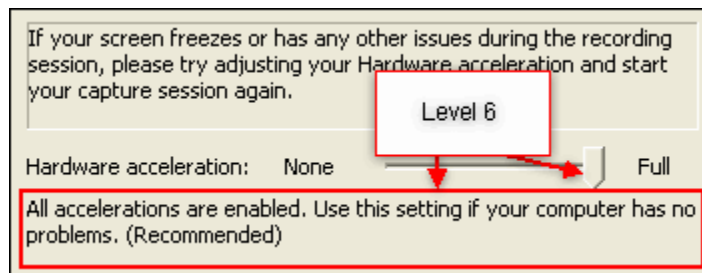 If your screen freezes or has any other issues during the recording
session, please try adjusting your Hardware acceleration and start
your capture session again.
Level 6
Hardware acceleration: None Full
All accelerations are enabled. Use this setting if your computer has no
problems. (Recommended)